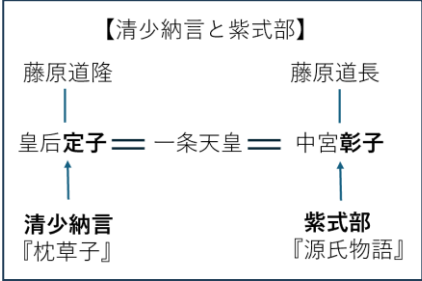 【清少納言と紫式部】
藤原道隆 藤原道長
皇后定子 一条天皇 中宮彰子
清少納言 紫式部
『枕草子』 『源氏物語』